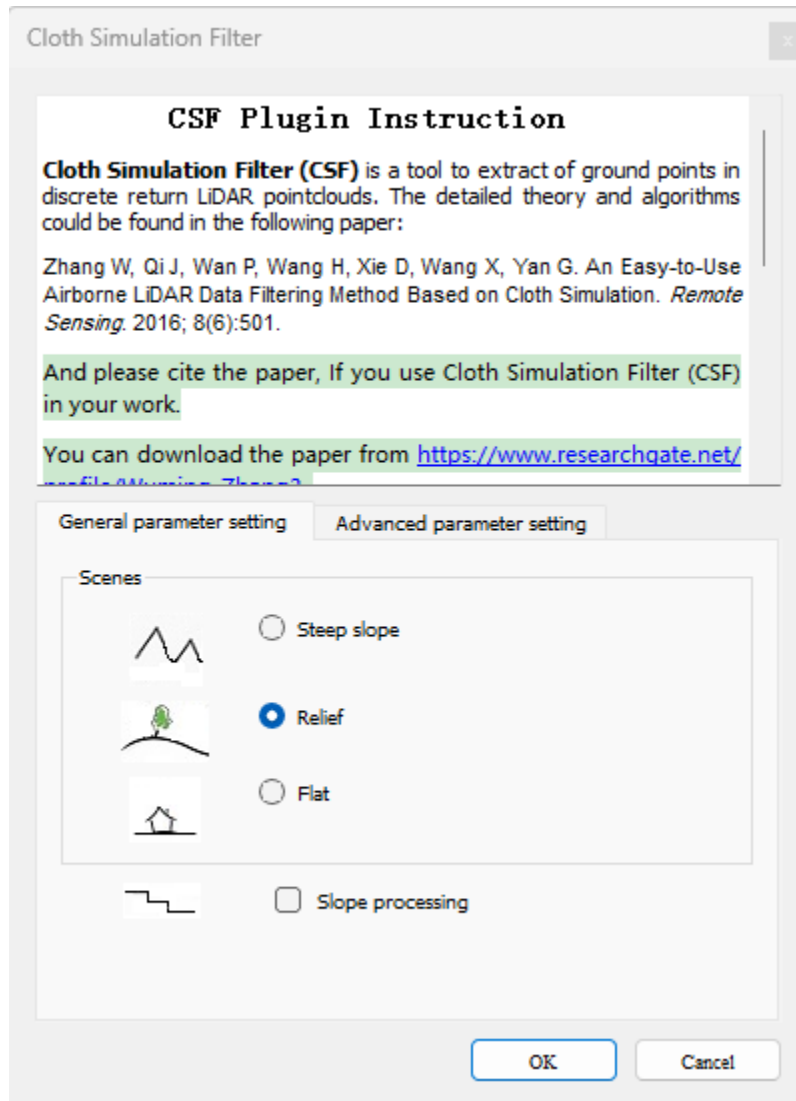 Cloth Simulation Filter
x
CSF Plugin Instruction
Cloth Simulation Filter (CSF) is a tool to extract of ground points in
discrete return LiDAR pointclouds. The detailed theory and algorithms
could be found in the following paper:
Zhang W, Qi J, Wan P, Wang H, Xie D, Wang X, Yan G. An Easy-to-Use
Airborne LiDAR Data Filtering Method Based on Cloth Simulation. Remote
Sensing. 2016; 8(6):501.
And please cite the paper, If you use Cloth Simulation Filter (CSF)
in your work.
You can download the paper from https://www.researchgate.net/
General parameter setting
Advanced parameter setting
Scenes
Steep slope
Relief
Flat
Slope processing
OK
Cancel